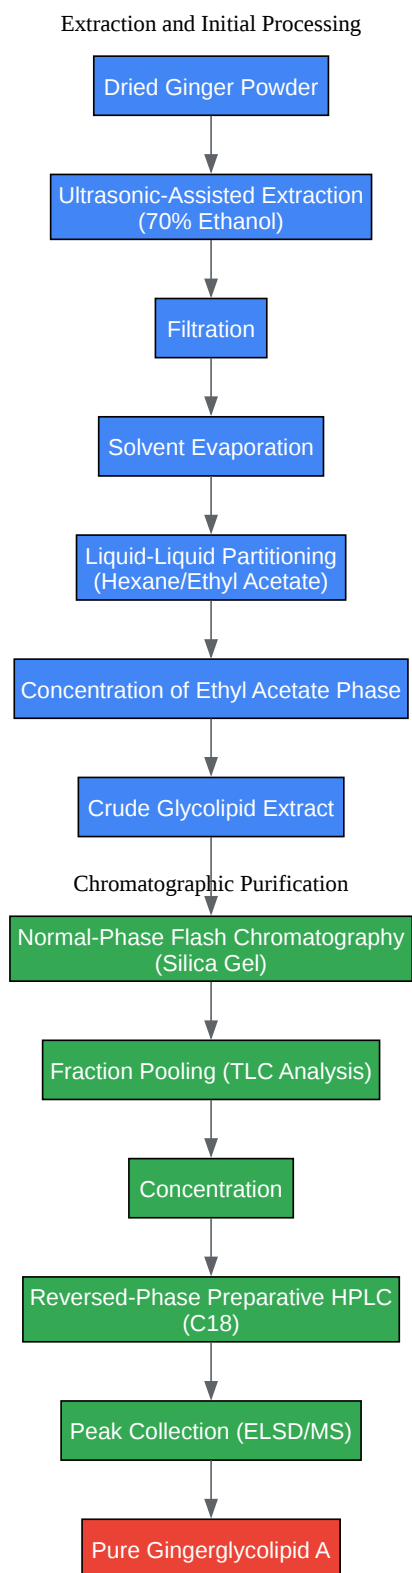 Extraction and Initial Processing
Dried Ginger Powder
Ultrasonic-Assisted Extraction
(70% Ethanol)
Filtration
Solvent Evaporation
Liquid-Liquid Partitioning
(Hexane/Ethyl Acetate)
Concentration of Ethyl Acetate Phase
Crude Glycolipid Extract
Chromatographic Purification
Normal-Phase Flash Chromatography
(Silica Gel)
Fraction Pooling (TLC Analysis)
Concentration
Reversed-Phase Preparative HPLC
(C18)
Peak Collection (ELSD/MS)
Pure Gingerglycolipid A